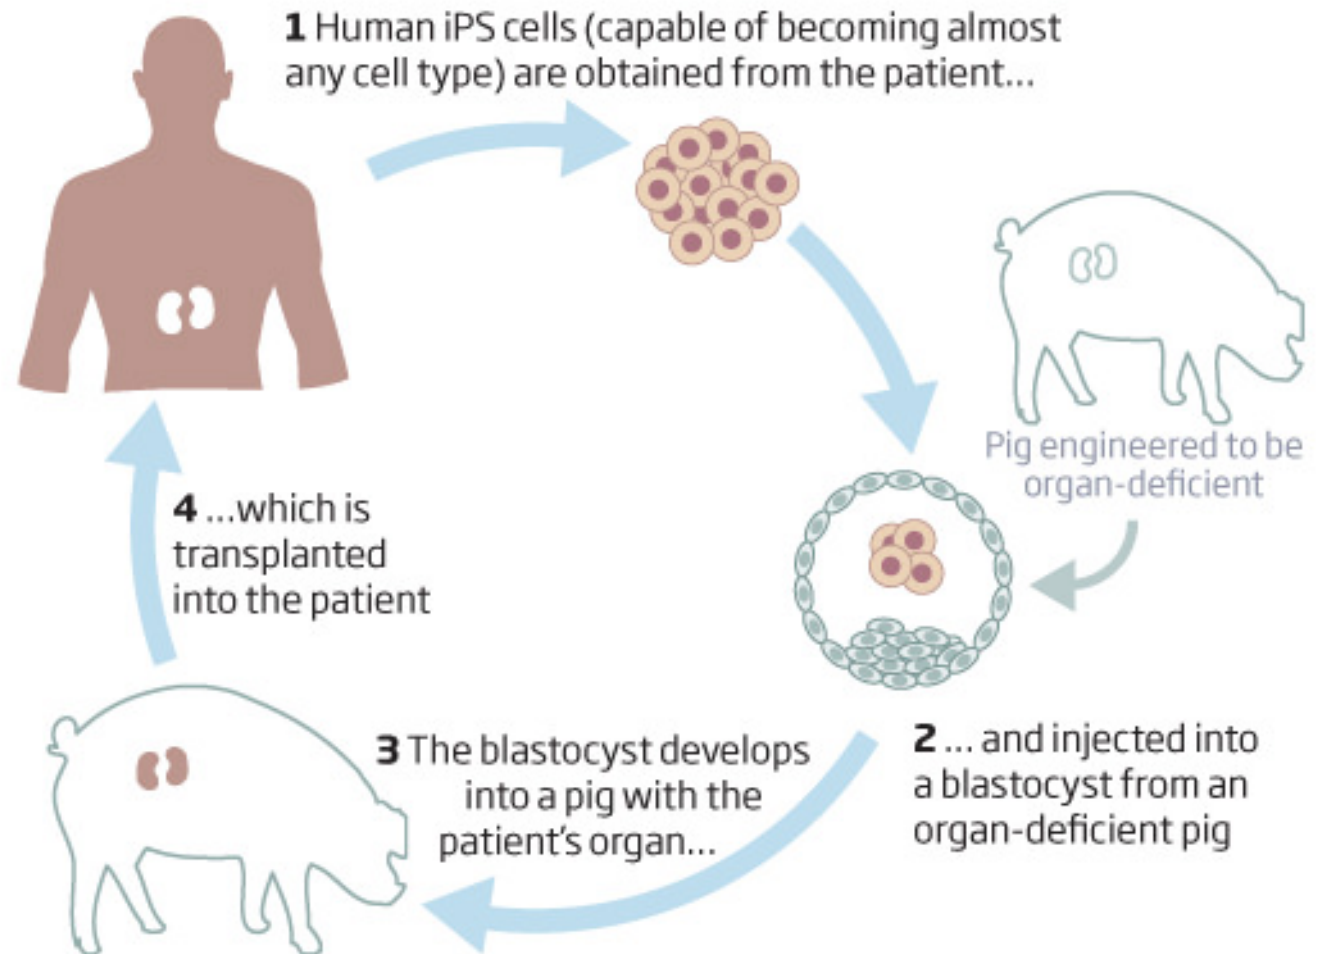 1 Human iPS cells (capable of becoming almost
any cell type) are obtained from the patient...
Pig engineered to be
organ-deficient
2 ... and injected into
a blastocyst from an
organ-deficient pig
3 The blastocyst develops
into a pig with the
patient's organ...
4 ...which is
transplanted
into the patient